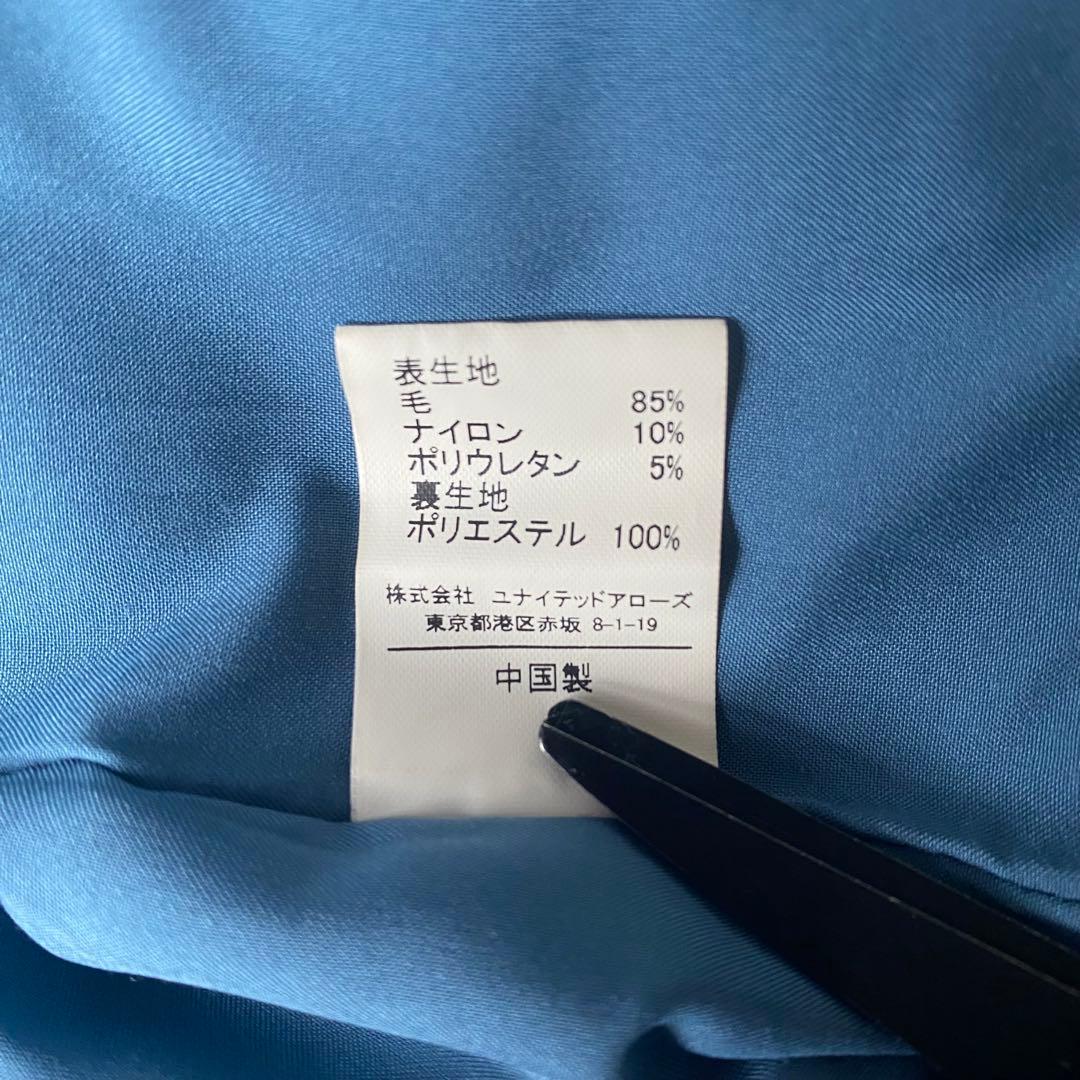 表生地
毛 85%
ナイロン 10%
ポリウレタン 5%
裏生地
ポリエステル 100%
株式会社 ユナイテッドアローズ
東京都港区赤坂 8-1-19
中国製